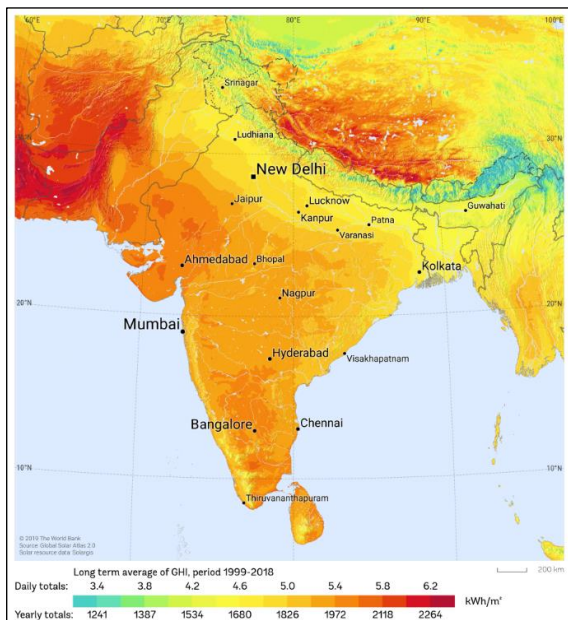 60°E 70°E 80°E 90°E 100°E
Srinagar
30°N
Ludhiana
New Delhi
Jaipur
Lucknow
Kanpur
Patna
Guwahati
Varanasi
Ahmedabad
Bhopal
Kolkata
Nagpur
20°N 20°N
Mumbai
Hyderabad
Visakhapatnam
Bangalore
Chennai
10°N 10°N
Thiruvananthapuram
© 2019 The World Bank
Source: Global Solar Atlas 2.0
Solar resource data: Solargis
Long term average of GHI, period 1999-2018
200 km
Daily totals: 3.4 3.8 4.2 4.6 5.0 5.4 5.8 6.2
kWh/m²
Yearly totals: 1241 1387 1534 1680 1826 1972 2118 2264